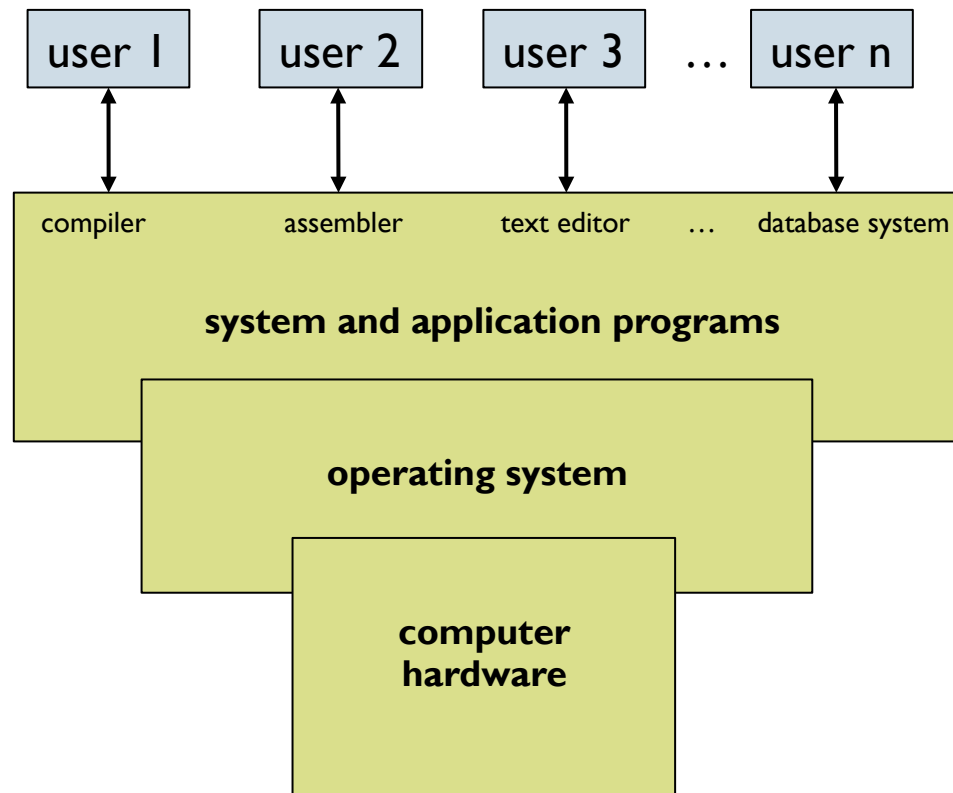 user 1 user 2 user 3 … user n
compiler assembler text editor … database system
system and application programs
operating system
computer
hardware